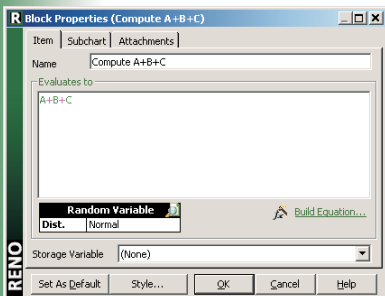 R Block Properties (Compute A+B+C)
Item Subchart Attachments
Name Compute A+B+C
Evaluates to
A+B+C
Random Variable
Dist. Normal
Build Equation...
Storage Variable (None)
Set As Default Style... OK Cancel Help
RENO